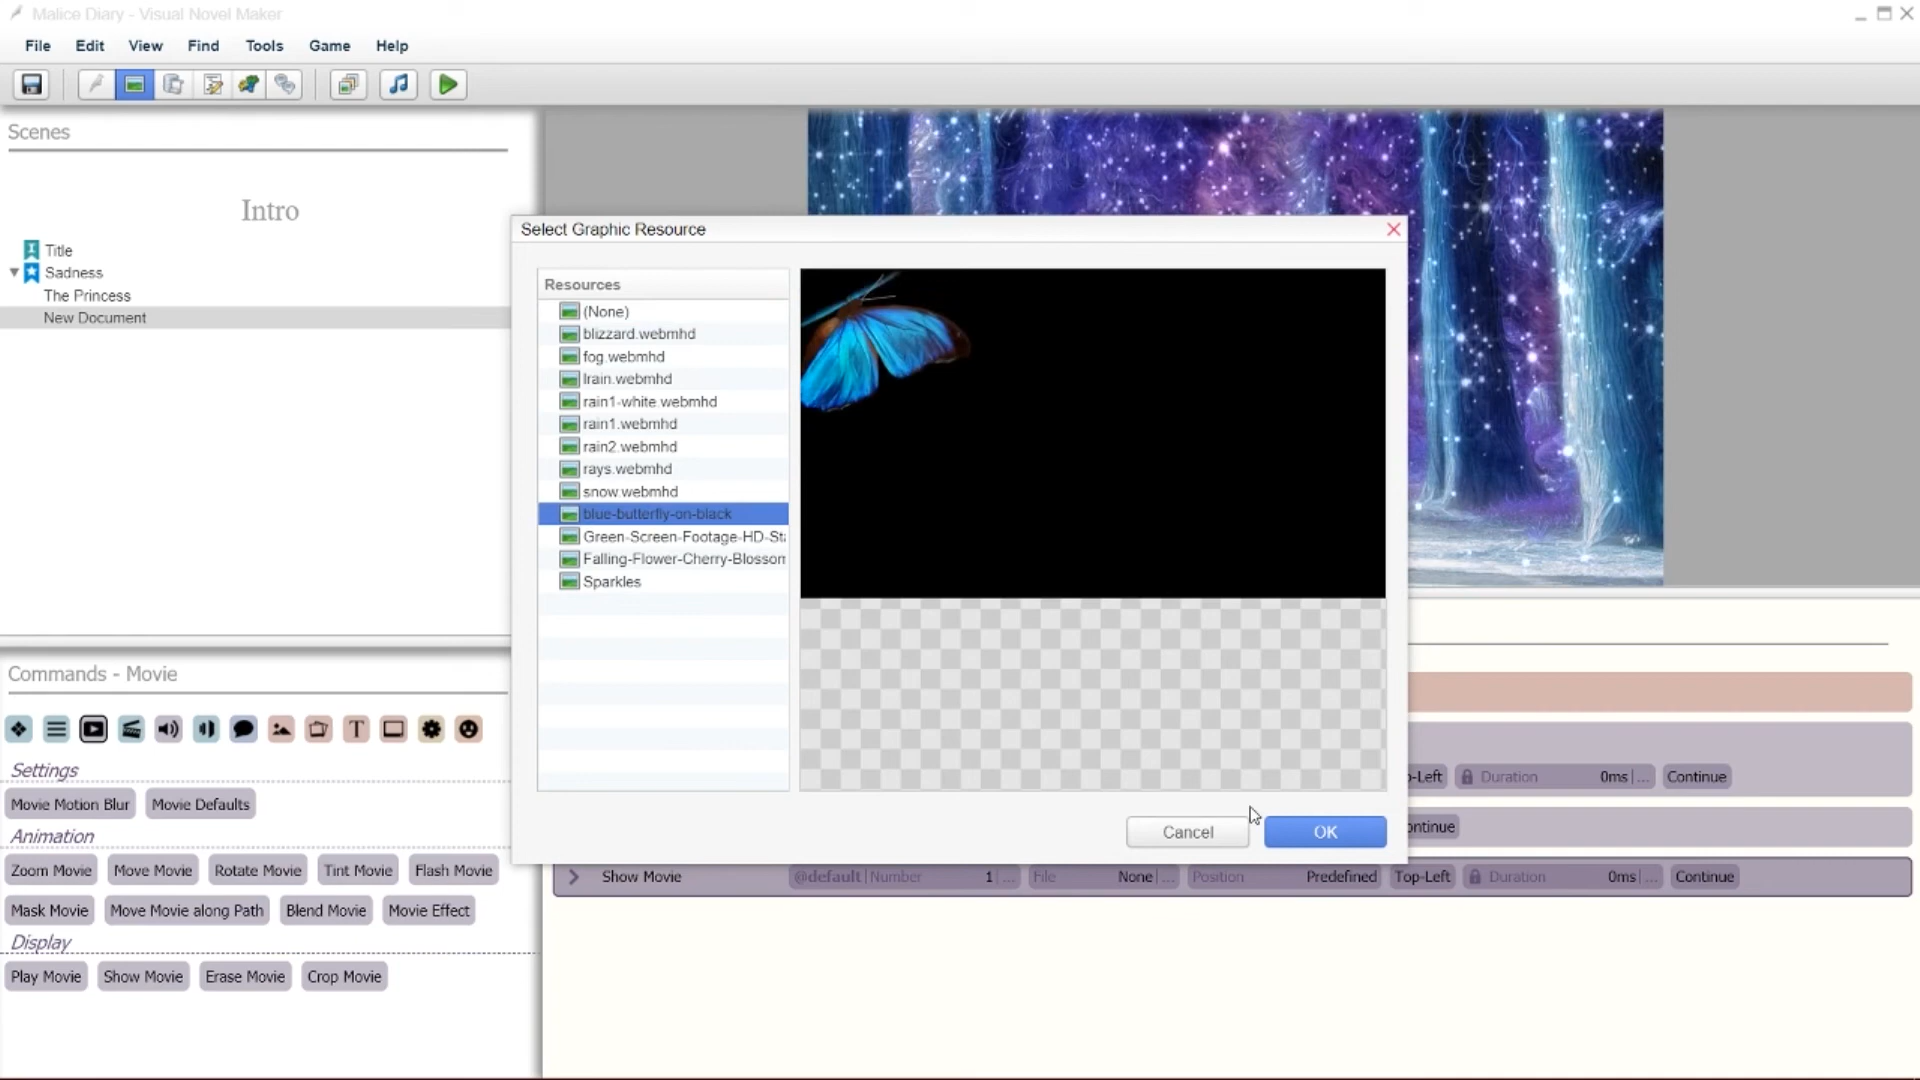 Malice Diary - Visual Novel Maker
File Edit View Find Tools Game Help
Scenes
Intro
Title
Sadness
The Princess
New Document
Select Graphic Resource
Resources
(None)
blizzard.webmhd
fog.webmhd
lrain.webmhd
rain1-white.webmhd
rain1.webmhd
rain2.webmhd
rays.webmhd
snow.webmhd
blue-butterfly-on-black
Green-Screen-Footage-HD-Sta
Falling-Flower-Cherry-Blossom
Sparkles
Cancel OK
Commands - Movie
Settings
Movie Motion Blur Movie Defaults
Animation
Zoom Movie Move Movie Rotate Movie Tint Movie Flash Movie
Mask Movie Move Movie along Path Blend Movie Movie Effect
Display
Play Movie Show Movie Erase Movie Crop Movie
p-Left Duration 0ms|... Continue
ontinue
Show Movie @default|Number 1|... File None|... Position Predefined Top-Left Duration 0ms|... Continue